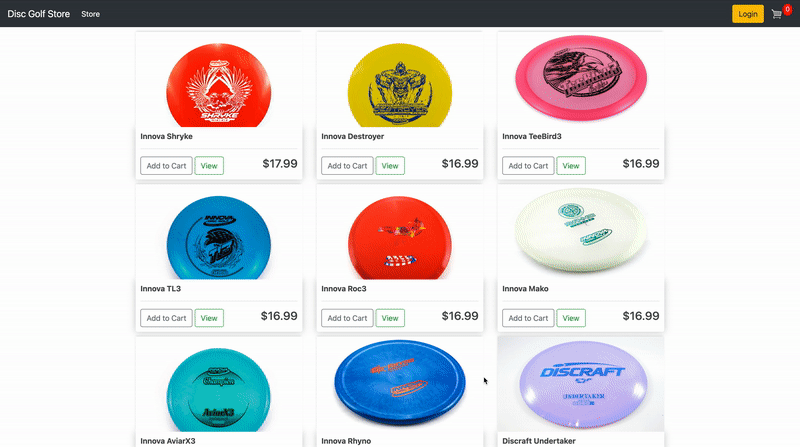 Disc Golf Store Store Login 0
SHRYKE
Innova Shryke
Add to Cart View $17.99
Innova Destroyer
Add to Cart View $16.99
Innova TeeBird3
Add to Cart View $16.99
INNOVA
Innova TL3
Add to Cart View $16.99
Innova Roc3
Add to Cart View $16.99
Innova Mako
Add to Cart View $16.99
Champion
AviarX3
Innova AviarX3
Innova Rhyno
DISCRAFT
ESP
UNDERTAKER
Discraft Undertaker